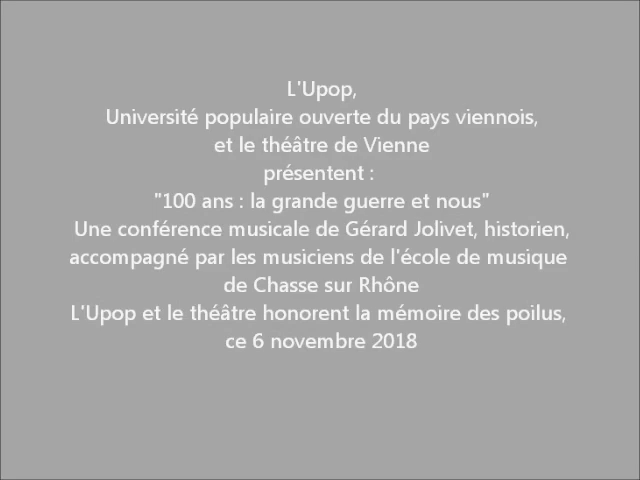 L'Upop,
Université populaire ouverte du pays viennois,
et le théâtre de Vienne
présentent :
"100 ans : la grande guerre et nous"
Une conférence musicale de Gérard Jolivet, historien,
accompagné par les musiciens de l'école de musique
de Chasse sur Rhône
L'Upop et le théâtre honorent la mémoire des poilus,
ce 6 novembre 2018